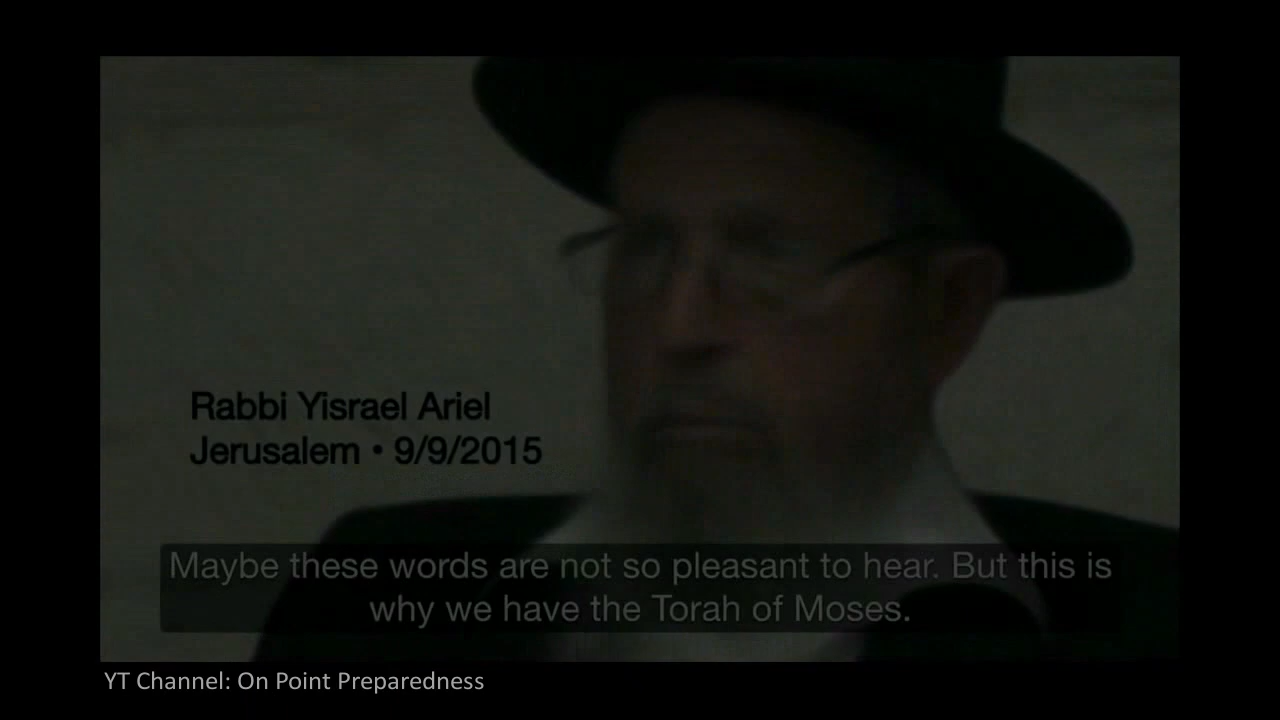 Rabbi Yisrael Ariel
Jerusalem • 9/9/2015
Maybe these words are not so pleasant to hear. But this is
why we have the Torah of Moses.
YT Channel: On Point Preparedness